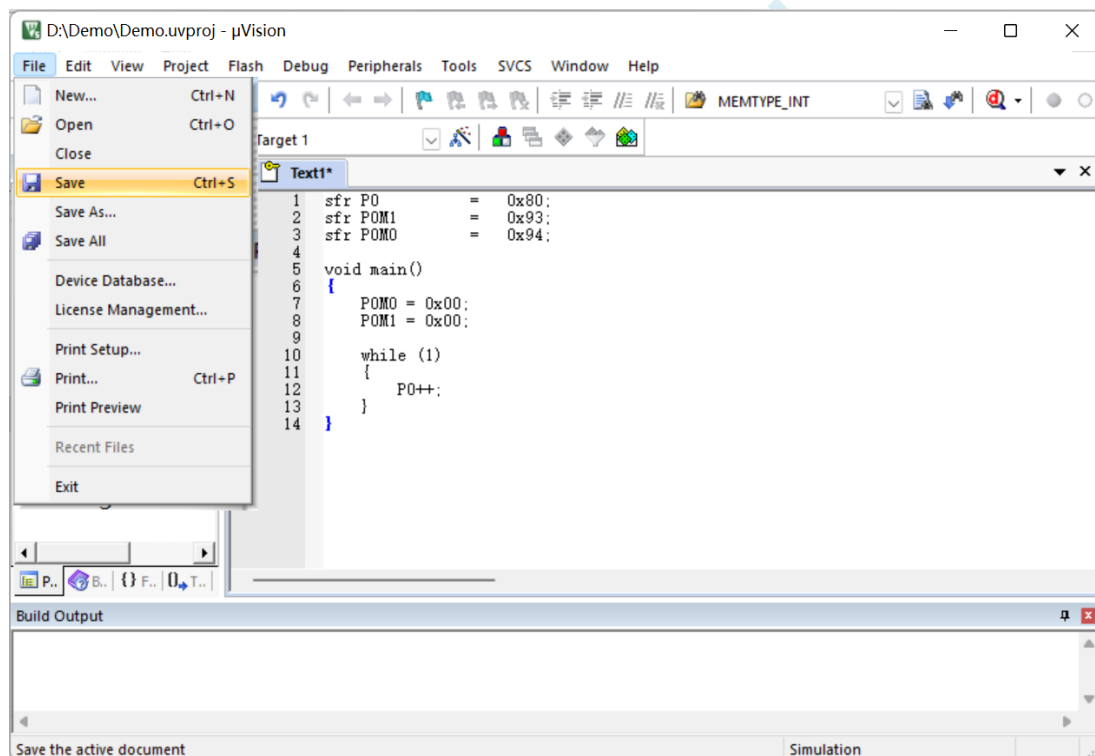 D:\Demo\Demo.uvproj - µVision
File Edit View Project Flash Debug Peripherals Tools SVCS Window Help
New... Ctrl+N
MEMTYPE_INT
Open Ctrl+O
Target 1
Close
Save Ctrl+S
Save As...
Save All
Device Database...
License Management...
Print Setup...
Print... Ctrl+P
Print Preview
Recent Files
Exit
Text1*
1 sfr P0 = 0x80;
2 sfr P0M1 = 0x93;
3 sfr P0M0 = 0x94;
4
5 void main()
6 {
7 P0M0 = 0x00;
8 P0M1 = 0x00;
9
10 while (1)
11 {
12 P0++;
13 }
14 }
P.. B.. {} F.. 0 T..
Build Output
Save the active document Simulation